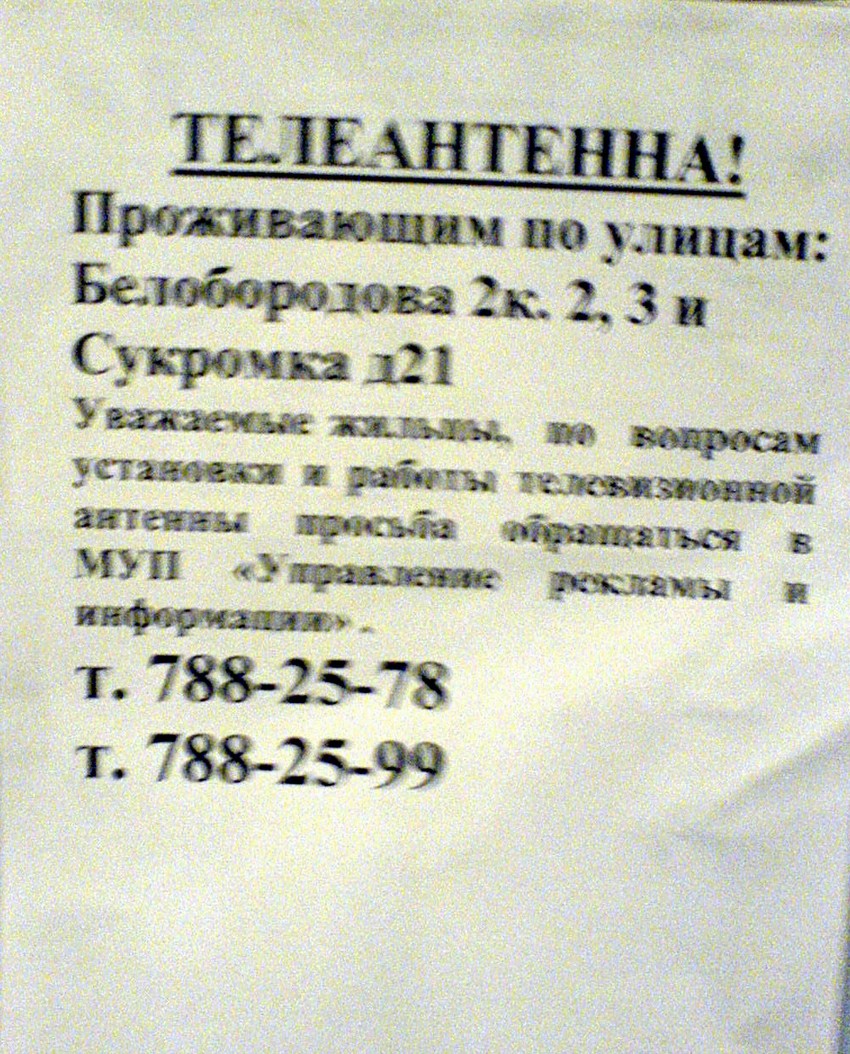 ТЕЛЕАНТЕННА!
Проживающим по улицам:
Белобородова 2к. 2, 3 и
Сукромка д21
Уважаемые жильцы, по вопросам
установки и работы телевизионной
антенны просьба обращаться в
МУП «Управление рекламы и
информации» .
т. 788-25-78
т. 788-25-99